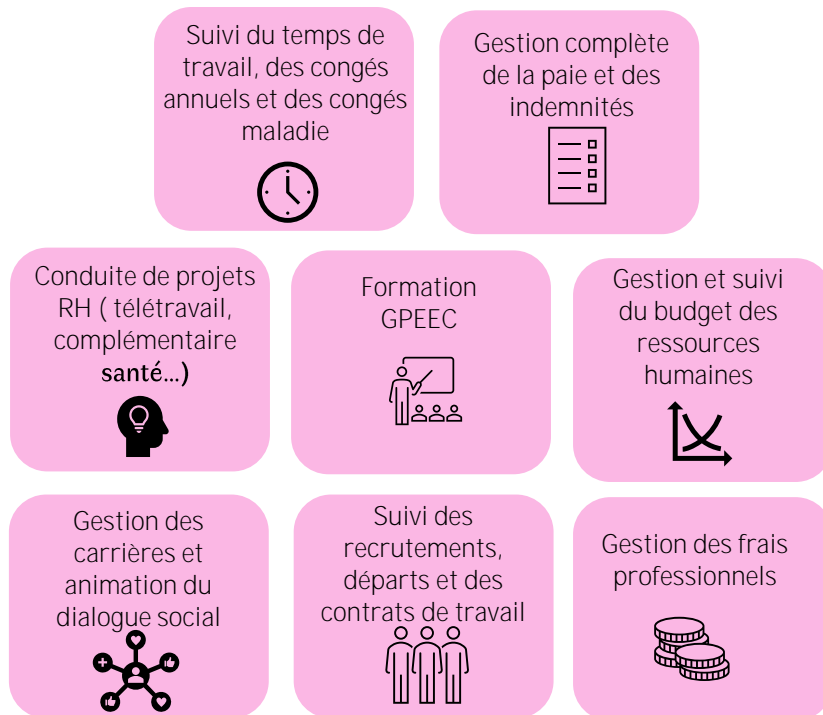 Suivi du temps de
travail, des congés
annuels et des congés
maladie
Gestion complète
de la paie et des
indemnités
Conduite de projets
RH ( télétravail,
complémentaire
santé...)
Formation
GPEEC
Gestion et suivi
du budget des
ressources
humaines
Gestion des
carrières et
animation du
dialogue social
Suivi des
recrutements,
départs et des
contrats de travail
Gestion des frais
professionnels